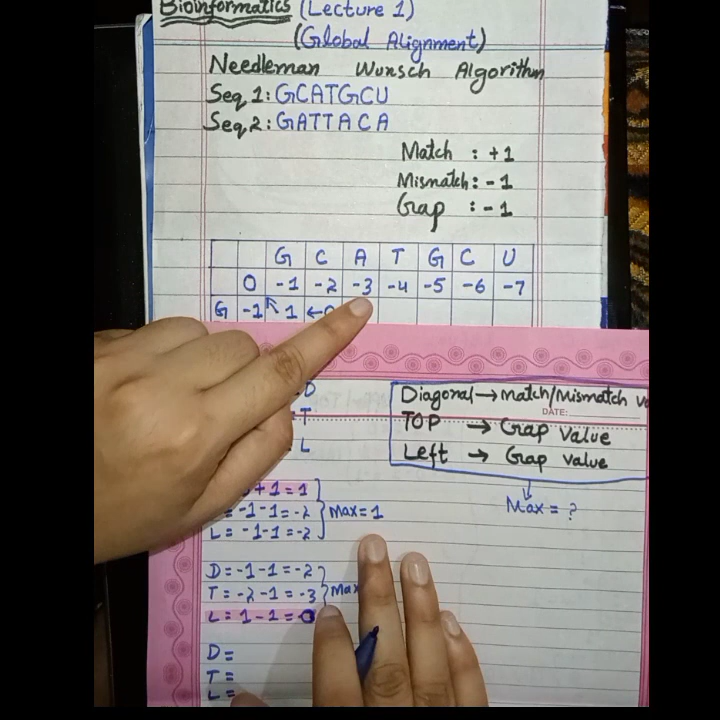 Bioinformatics (Lecture 1)
(Global Alignment)
Needleman Wunsch Algorithm
Seq 1: GCATGCU
Seq 2: GATTACA
Match : +1
Mismatch: -1
Gap : -1
G C A T G C U
0 -1 -2 -3 -4 -5 -6 -7
G -1 ↖ 1 ←0
D
T
L
Diagonal → Match/Mismatch
DATE:
TOP → Gap Value
Left → Gap Value
Max = ?
+ 1 = 1
= -1-1 = -2
L = -1-1 = -2
Max = 1
D = -1-1 = -2
T = -2-1 = -3
L = 1-1 = 0
Max
D =
T =
L =